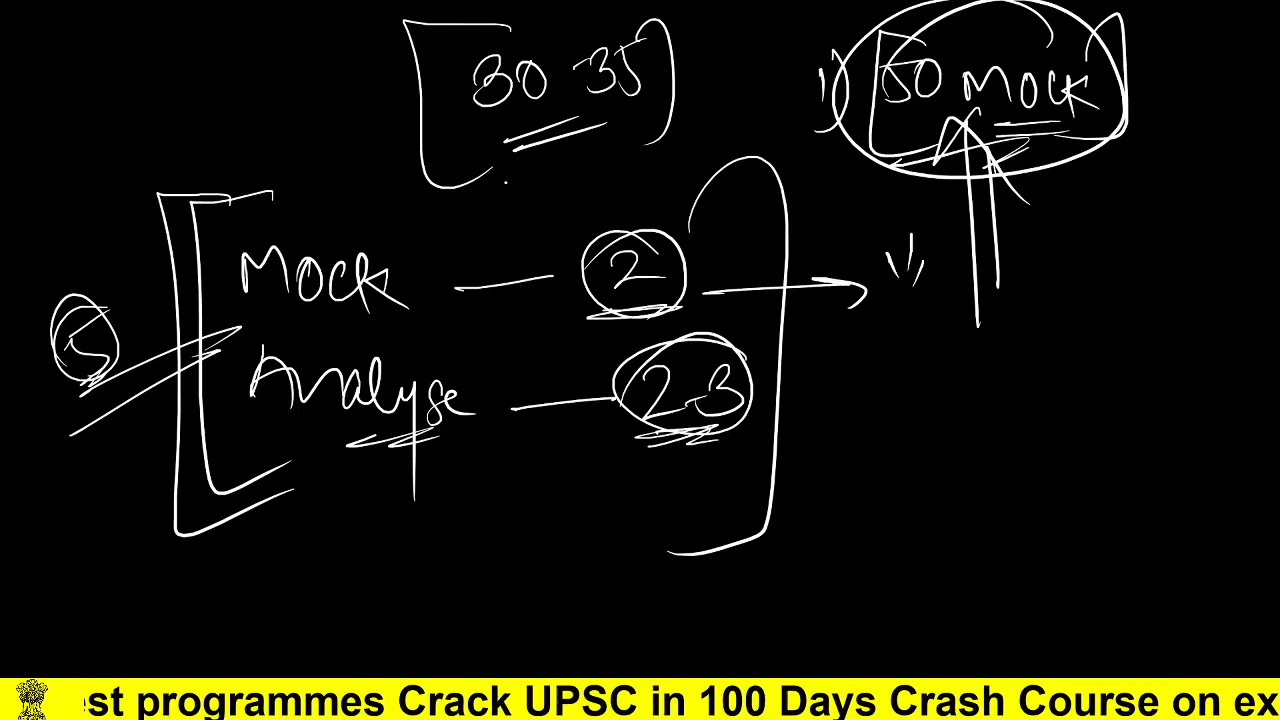 30-35
1) 50 Mock
Mock — 2
5
Analyse — 2-3
st programmes Crack UPSC in 100 Days Crash Course on ex